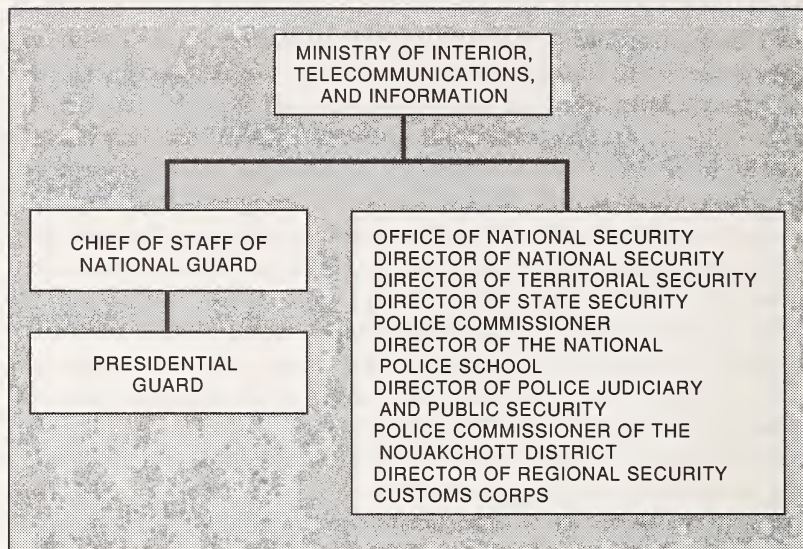 MINISTRY OF INTERIOR,
TELECOMMUNICATIONS,
AND INFORMATION
CHIEF OF STAFF OF
NATIONAL GUARD
PRESIDENTIAL
GUARD
OFFICE OF NATIONAL SECURITY
DIRECTOR OF NATIONAL SECURITY
DIRECTOR OF TERRITORIAL SECURITY
DIRECTOR OF STATE SECURITY
POLICE COMMISSIONER
DIRECTOR OF THE NATIONAL
POLICE SCHOOL
DIRECTOR OF POLICE JUDICIARY
AND PUBLIC SECURITY
POLICE COMMISSIONER OF THE
NOUAKCHOTT DISTRICT
DIRECTOR OF REGIONAL SECURITY
CUSTOMS CORPS